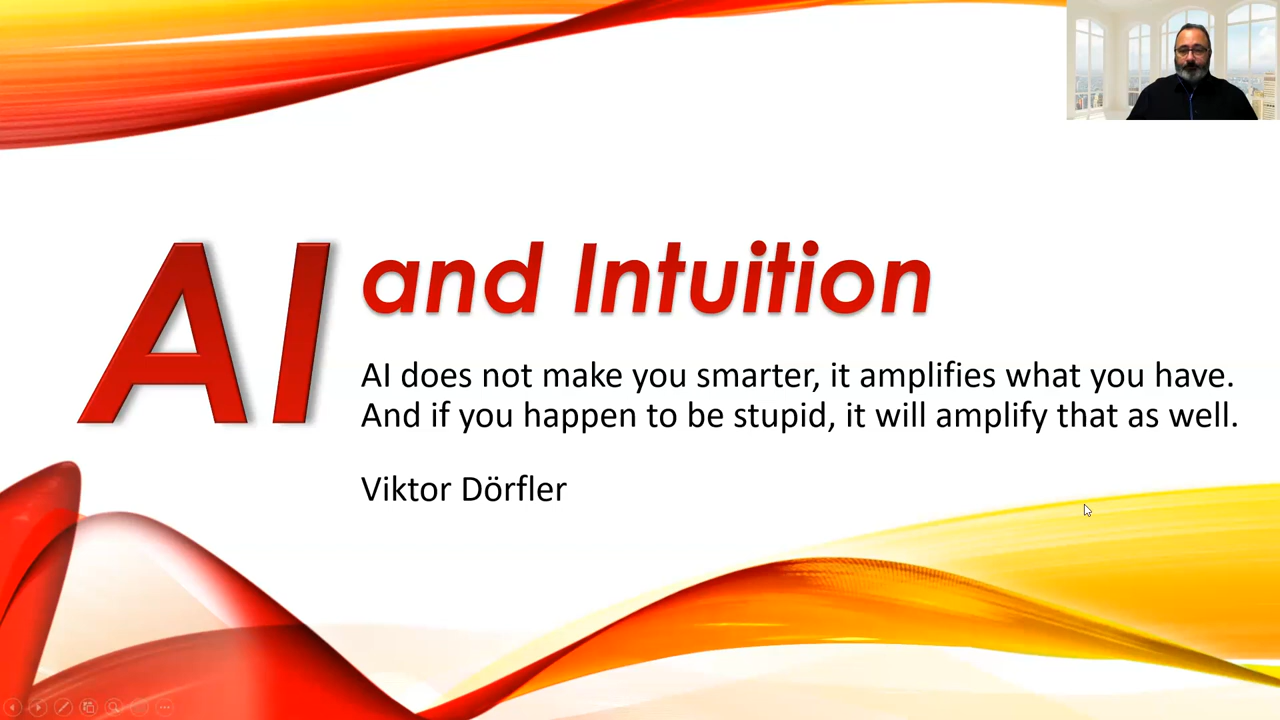 AI and Intuition
AI does not make you smarter, it amplifies what you have.
And if you happen to be stupid, it will amplify that as well.
Viktor Dörfler